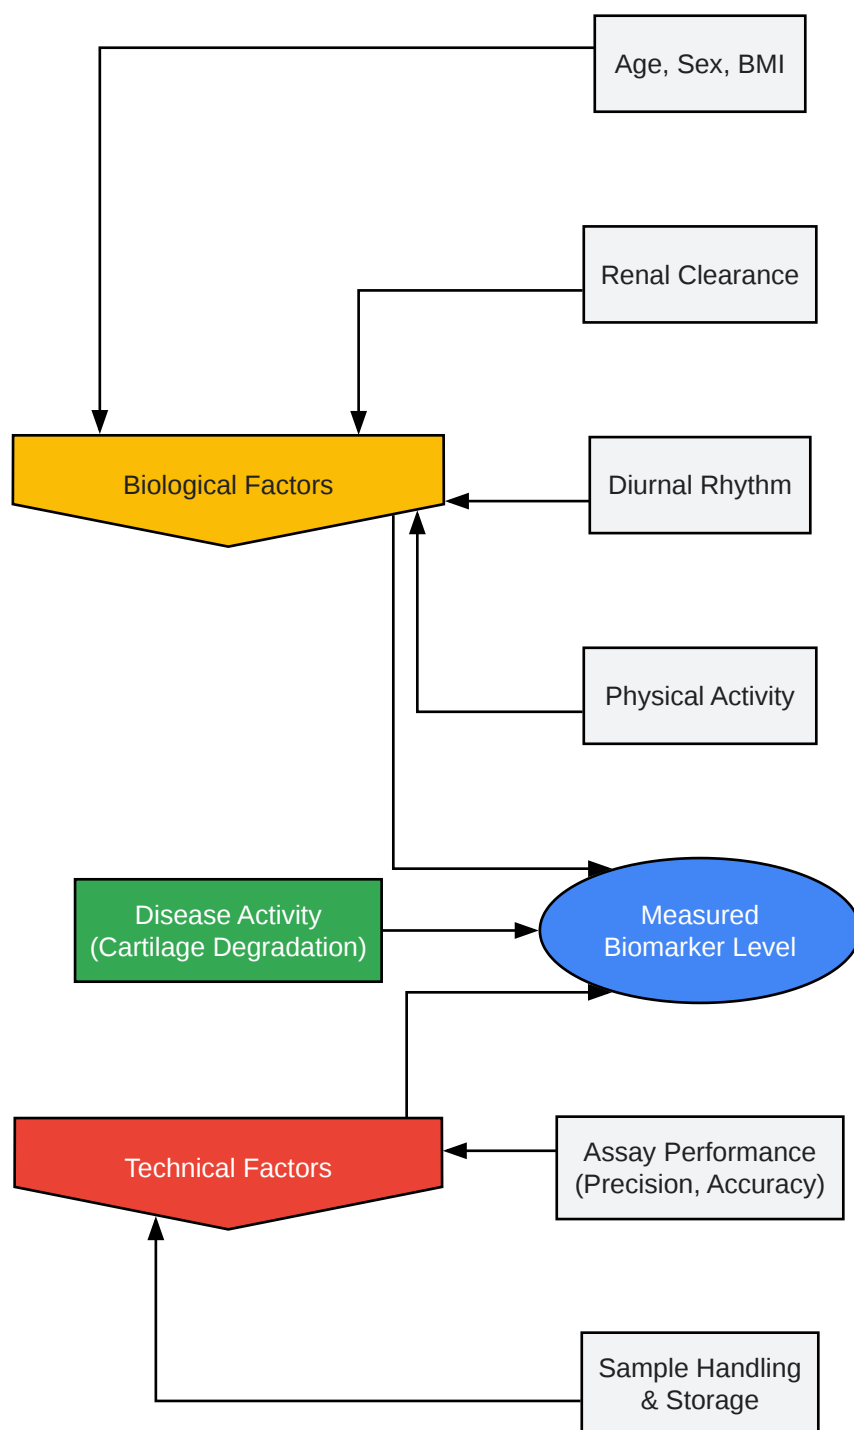 Age, Sex, BMI
Renal Clearance
Biological Factors
Diurnal Rhythm
Physical Activity
Disease Activity
(Cartilage Degradation)
Measured
Biomarker Level
Technical Factors
Assay Performance
(Precision, Accuracy)
Sample Handling
& Storage